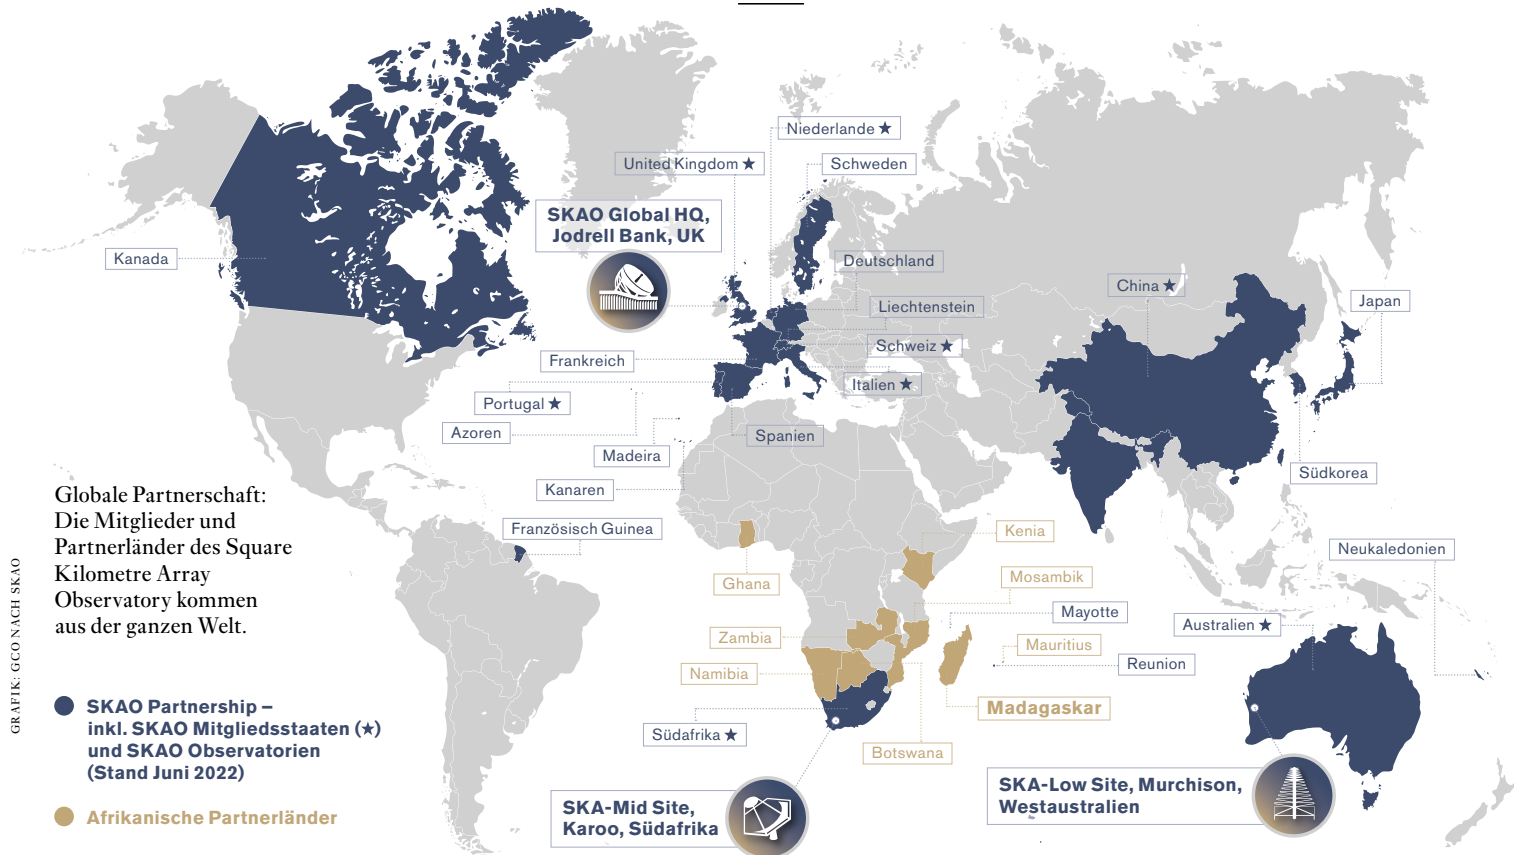 Niederlande ★
United Kingdom ★
Schweden
SKAO Global HQ,
Jodrell Bank, UK
Kanada
Deutschland
China ★
Liechtenstein
Japan
Schweiz ★
Frankreich
Italien ★
Portugal ★
Azoren
Spanien
Madeira
Südkorea
Kanaren
Globale Partnerschaft:
Die Mitglieder und
Partnerländer des Square
Kilometre Array
Observatory kommen
aus der ganzen Welt.
Französisch Guinea
Kenia
Neukaledonien
Ghana
Mosambik
Mayotte
Australien ★
Zambia
Mauritius
Reunion
Namibia
Madagaskar
Südafrika ★
Botswana
GRAFIK: GCO NACH SKAO
SKAO Partnership –
inkl. SKAO Mitgliedsstaaten (★)
und SKAO Observatorien
(Stand Juni 2022)
Afrikanische Partnerländer
SKA-Mid Site,
Karoo, Südafrika
SKA-Low Site, Murchison,
Westaustralien